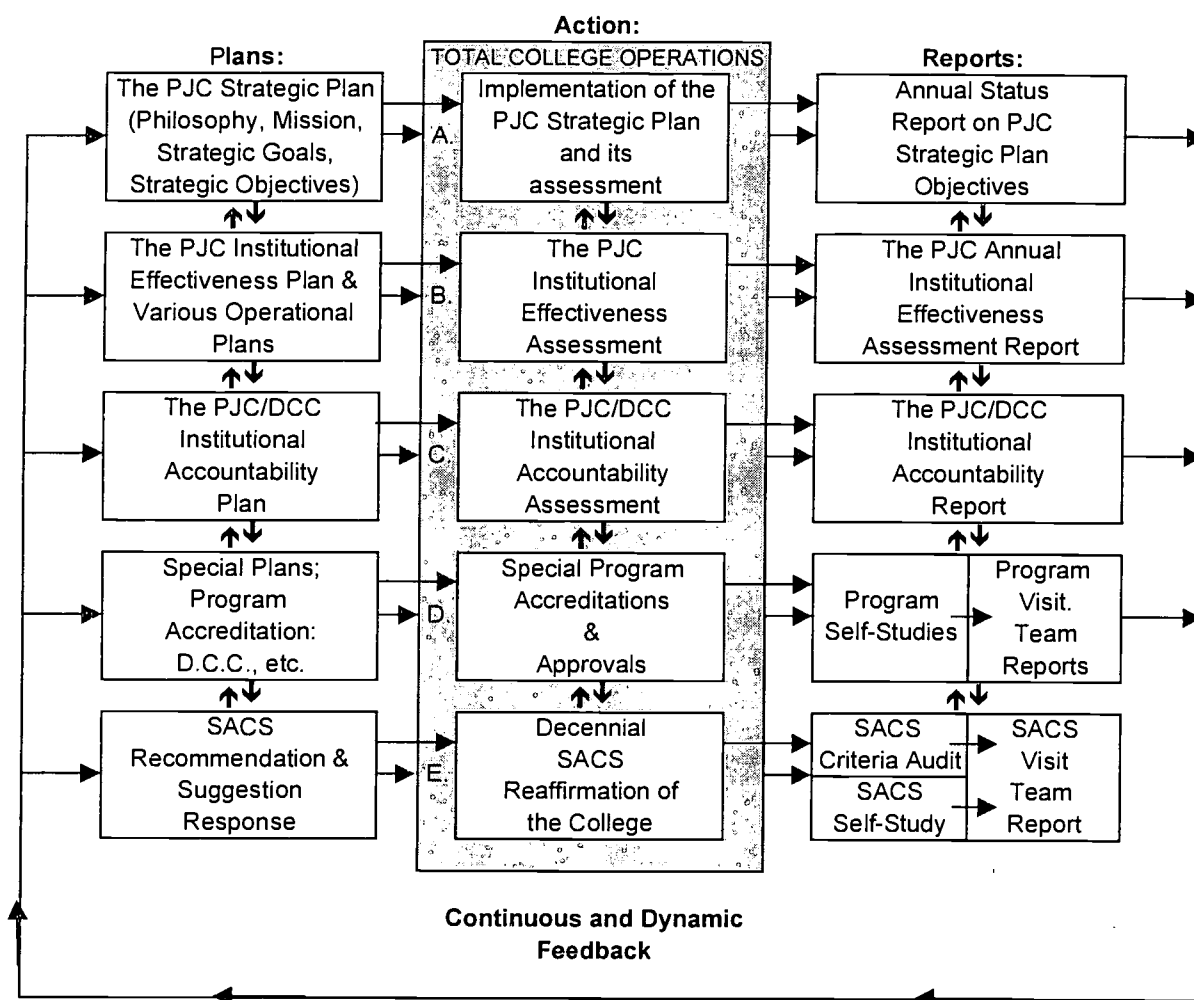 Action:
Plans:
TOTAL COLLEGE OPERATIONS
Reports:
The PJC Strategic Plan
(Philosophy, Mission,
Strategic Goals,
Strategic Objectives)
A.
Implementation of the
PJC Strategic Plan
and its
assessment
Annual Status
Report on PJC
Strategic Plan
Objectives
The PJC Institutional
Effectiveness Plan &
Various Operational
Plans
B.
The PJC
Institutional
Effectiveness
Assessment
The PJC Annual
Institutional
Effectiveness
Assessment Report
The PJC/DCC
Institutional
Accountability
Plan
C.
The PJC/DCC
Institutional
Accountability
Assessment
The PJC/DCC
Institutional
Accountability
Report
Special Plans;
Program
Accreditation:
D.C.C., etc.
D.
Special Program
Accreditations
&
Approvals
Program
Self-Studies
Program
Visit.
Team
Reports
SACS
Recommendation &
Suggestion
Response
E.
Decennial
SACS
Reaffirmation of
the College
SACS
Criteria Audit
SACS
Self-Study
SACS
Visit
Team
Report
Continuous and Dynamic
Feedback